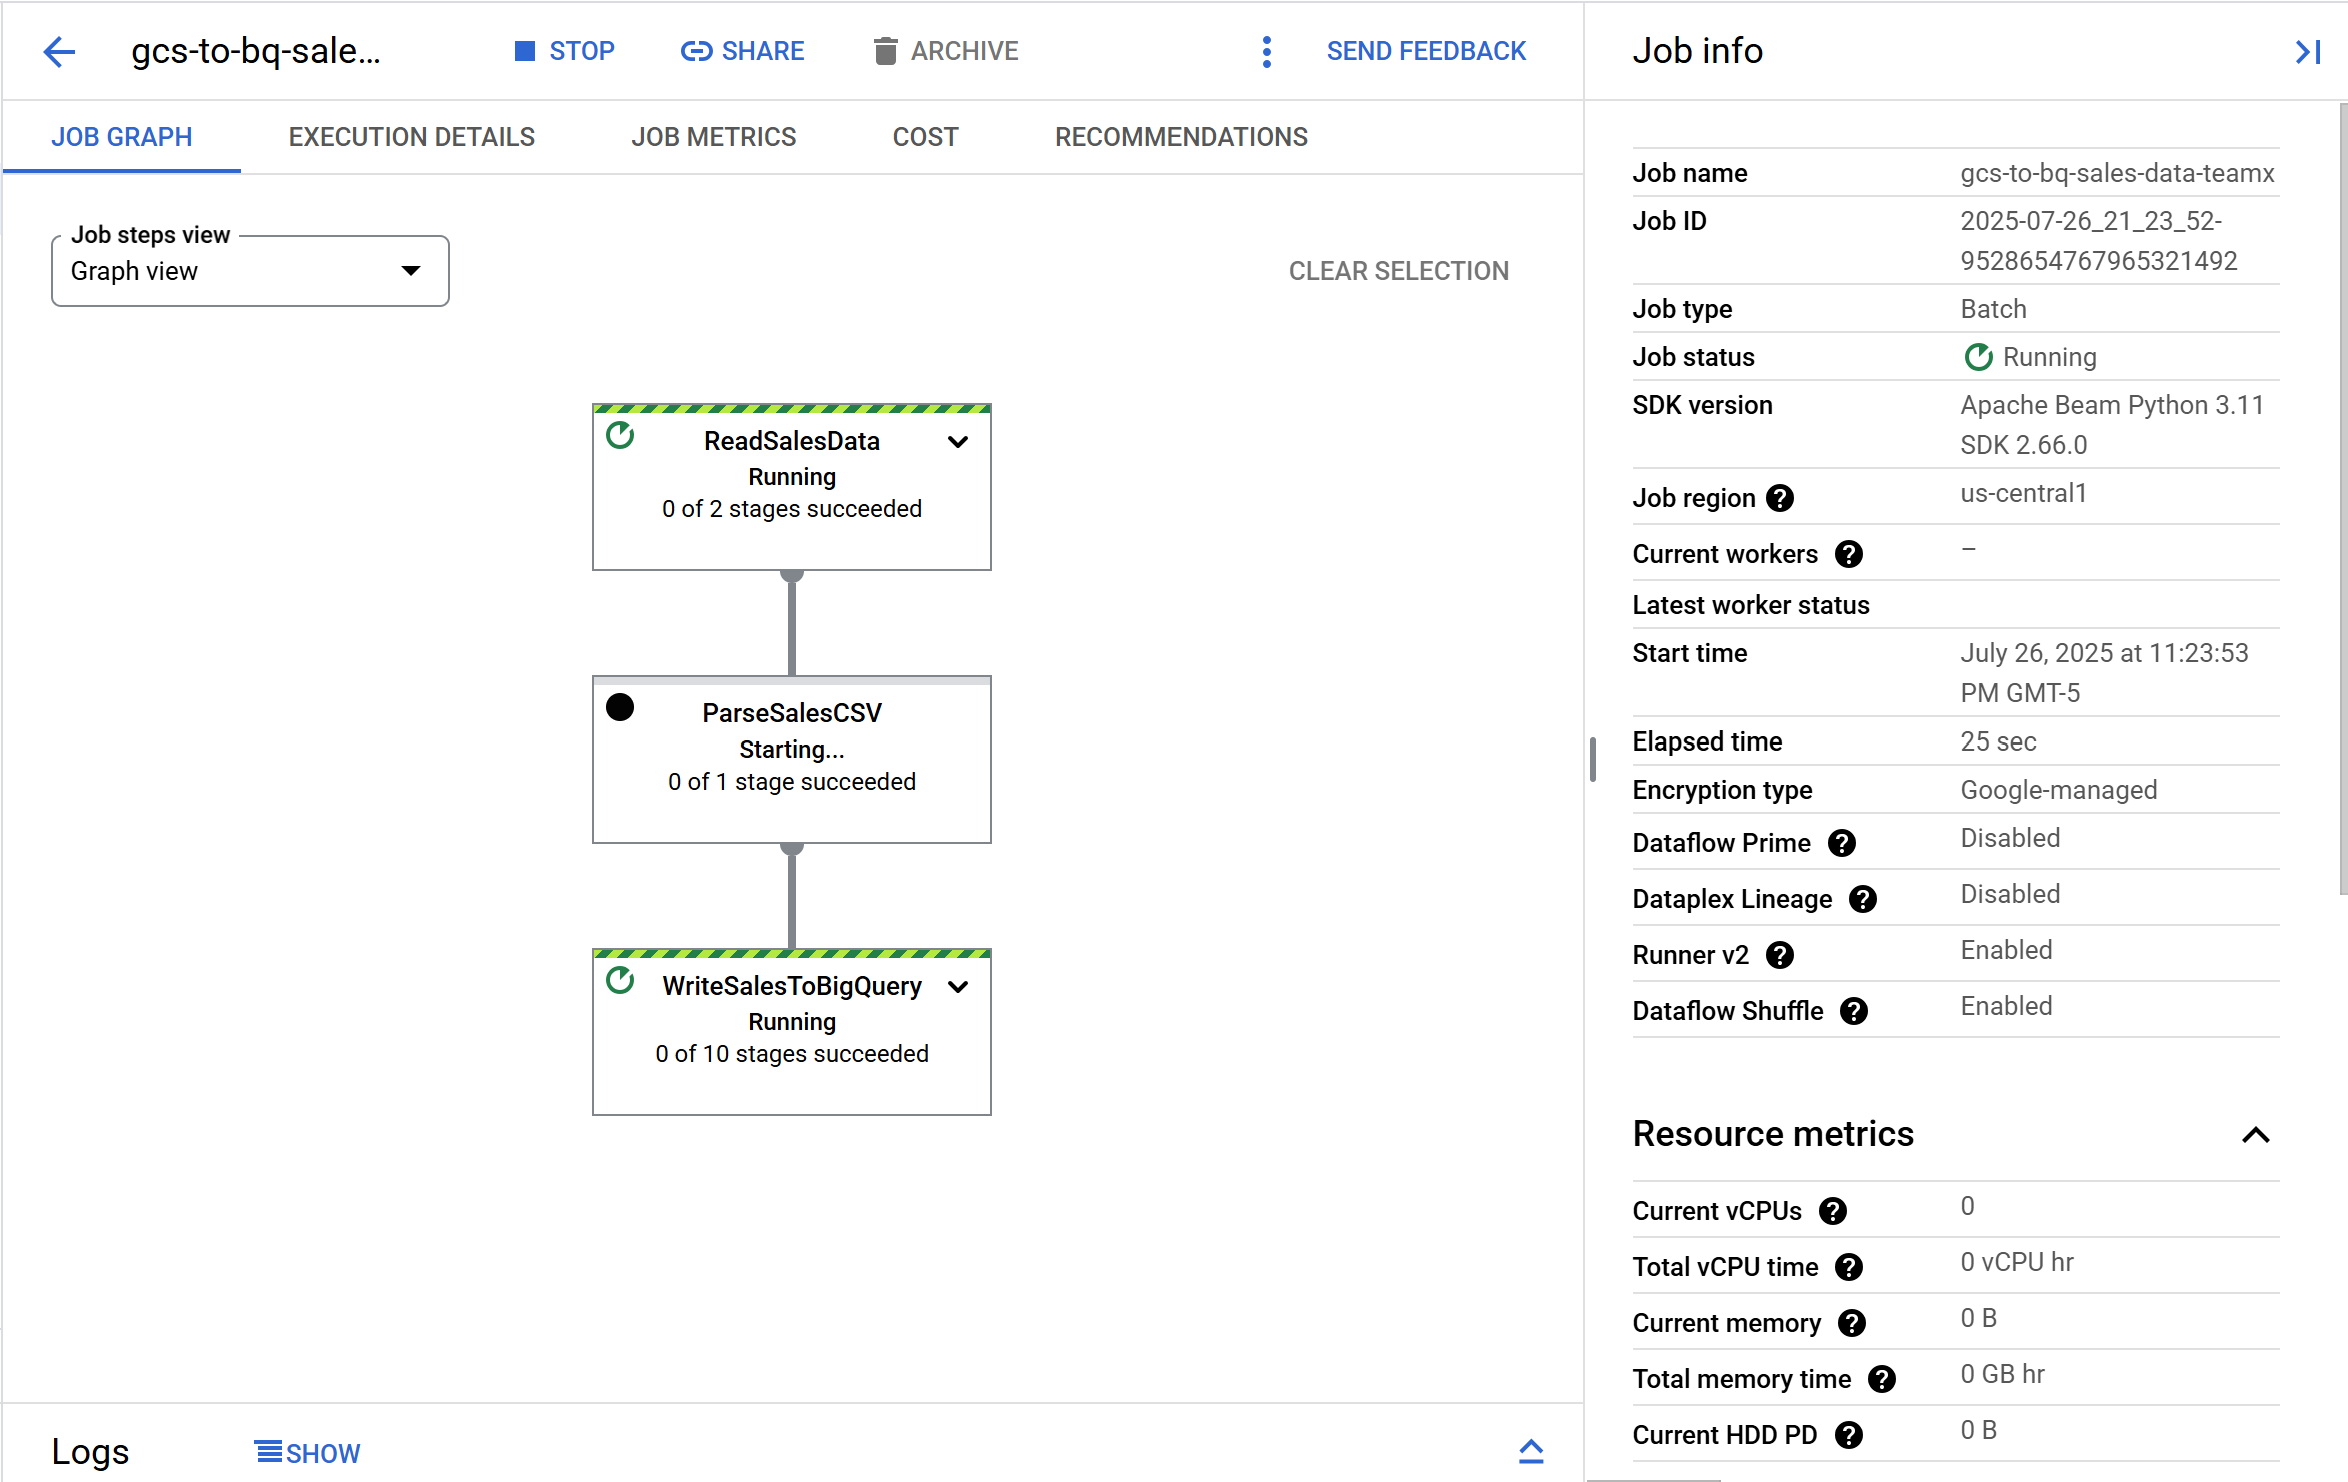 gcs-to-bq-sale...
STOP
SHARE
ARCHIVE
SEND FEEDBACK
JOB GRAPH
EXECUTION DETAILS
JOB METRICS
COST
RECOMMENDATIONS
Job steps view
Graph view
CLEAR SELECTION
ReadSalesData
Running
0 of 2 stages succeeded
ParseSalesCSV
Starting...
0 of 1 stage succeeded
WriteSalesToBigQuery
Running
0 of 10 stages succeeded
Logs
SHOW
Job info
Job name gcs-to-bq-sales-data-teamx
Job ID 2025-07-26_21_23_52-
9528654767965321492
Job type Batch
Job status Running
SDK version Apache Beam Python 3.11
SDK 2.66.0
Job region ? us-central1
Current workers ? –
Latest worker status
Start time July 26, 2025 at 11:23:53
PM GMT-5
Elapsed time 25 sec
Encryption type Google-managed
Dataflow Prime ? Disabled
Dataplex Lineage ? Disabled
Runner v2 ? Enabled
Dataflow Shuffle ? Enabled
Resource metrics
Current vCPUs ? 0
Total vCPU time ? 0 vCPU hr
Current memory ? 0 B
Total memory time ? 0 GB hr
Current HDD PD ? 0 B